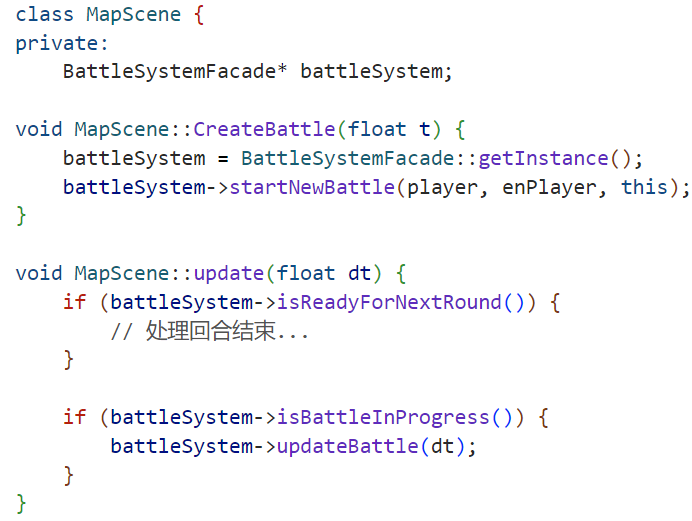 class MapScene {
private:
    BattleSystemFacade* battleSystem;

void MapScene::CreateBattle(float t) {
    battleSystem = BattleSystemFacade::getInstance();
    battleSystem->startNewBattle(player, enPlayer, this);
}

void MapScene::update(float dt) {
    if (battleSystem->isReadyForNextRound()) {
        // 处理回合结束...
    }

    if (battleSystem->isBattleInProgress()) {
        battleSystem->updateBattle(dt);
    }
}